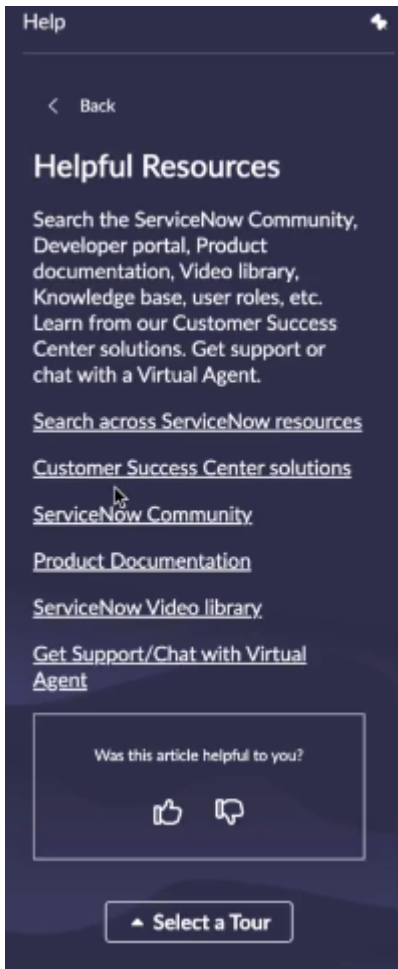 Help
Back
Helpful Resources
Search the ServiceNow Community,
Developer portal, Product
documentation, Video library,
Knowledge base, user roles, etc.
Learn from our Customer Success
Center solutions. Get support or
chat with a Virtual Agent.
Search across ServiceNow resources
Customer Success Center solutions
ServiceNow Community
Product Documentation
ServiceNow Video library
Get Support/Chat with Virtual
Agent
Was this article helpful to you?
Select a Tour